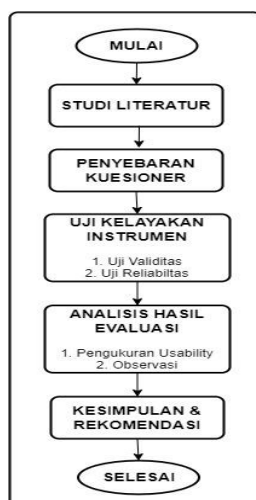 MULAI
STUDI LITERATUR
PENYEBARAN
KUESIONER
UJI KELAYAKAN
INSTRUMEN
1. Uji Validitas
2. Uji Reliabiltas
ANALISIS HASIL
EVALUASI
1. Pengukuran Usability
2. Observasi
KESIMPULAN &
REKOMENDASI
SELESAI